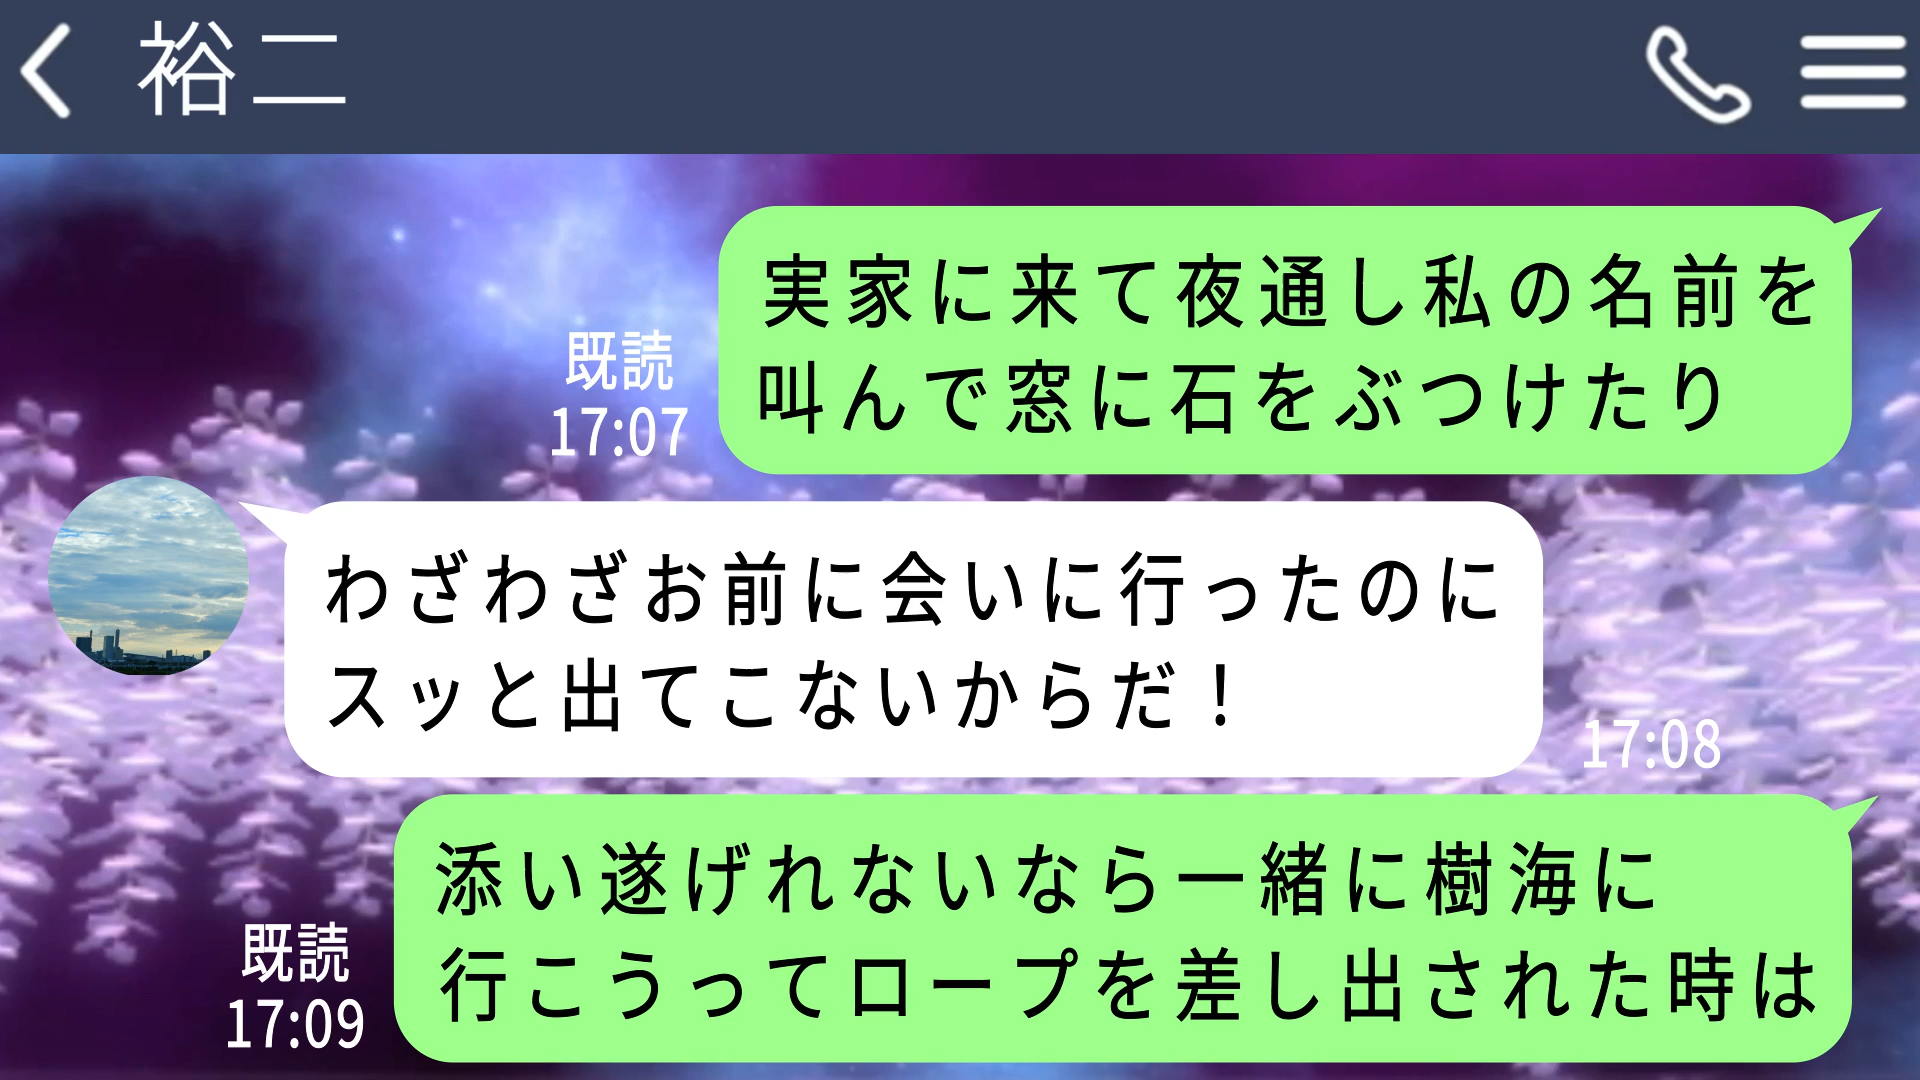 裕二
実家に来て夜通し私の名前を
叫んで窓に石をぶつけたり
既読
17:07
わざわざお前に会いに行ったのに
スッと出てこないからだ！
17:08
添い遂げれないなら一緒に樹海に
行こうってロープを差し出された時は
既読
17:09